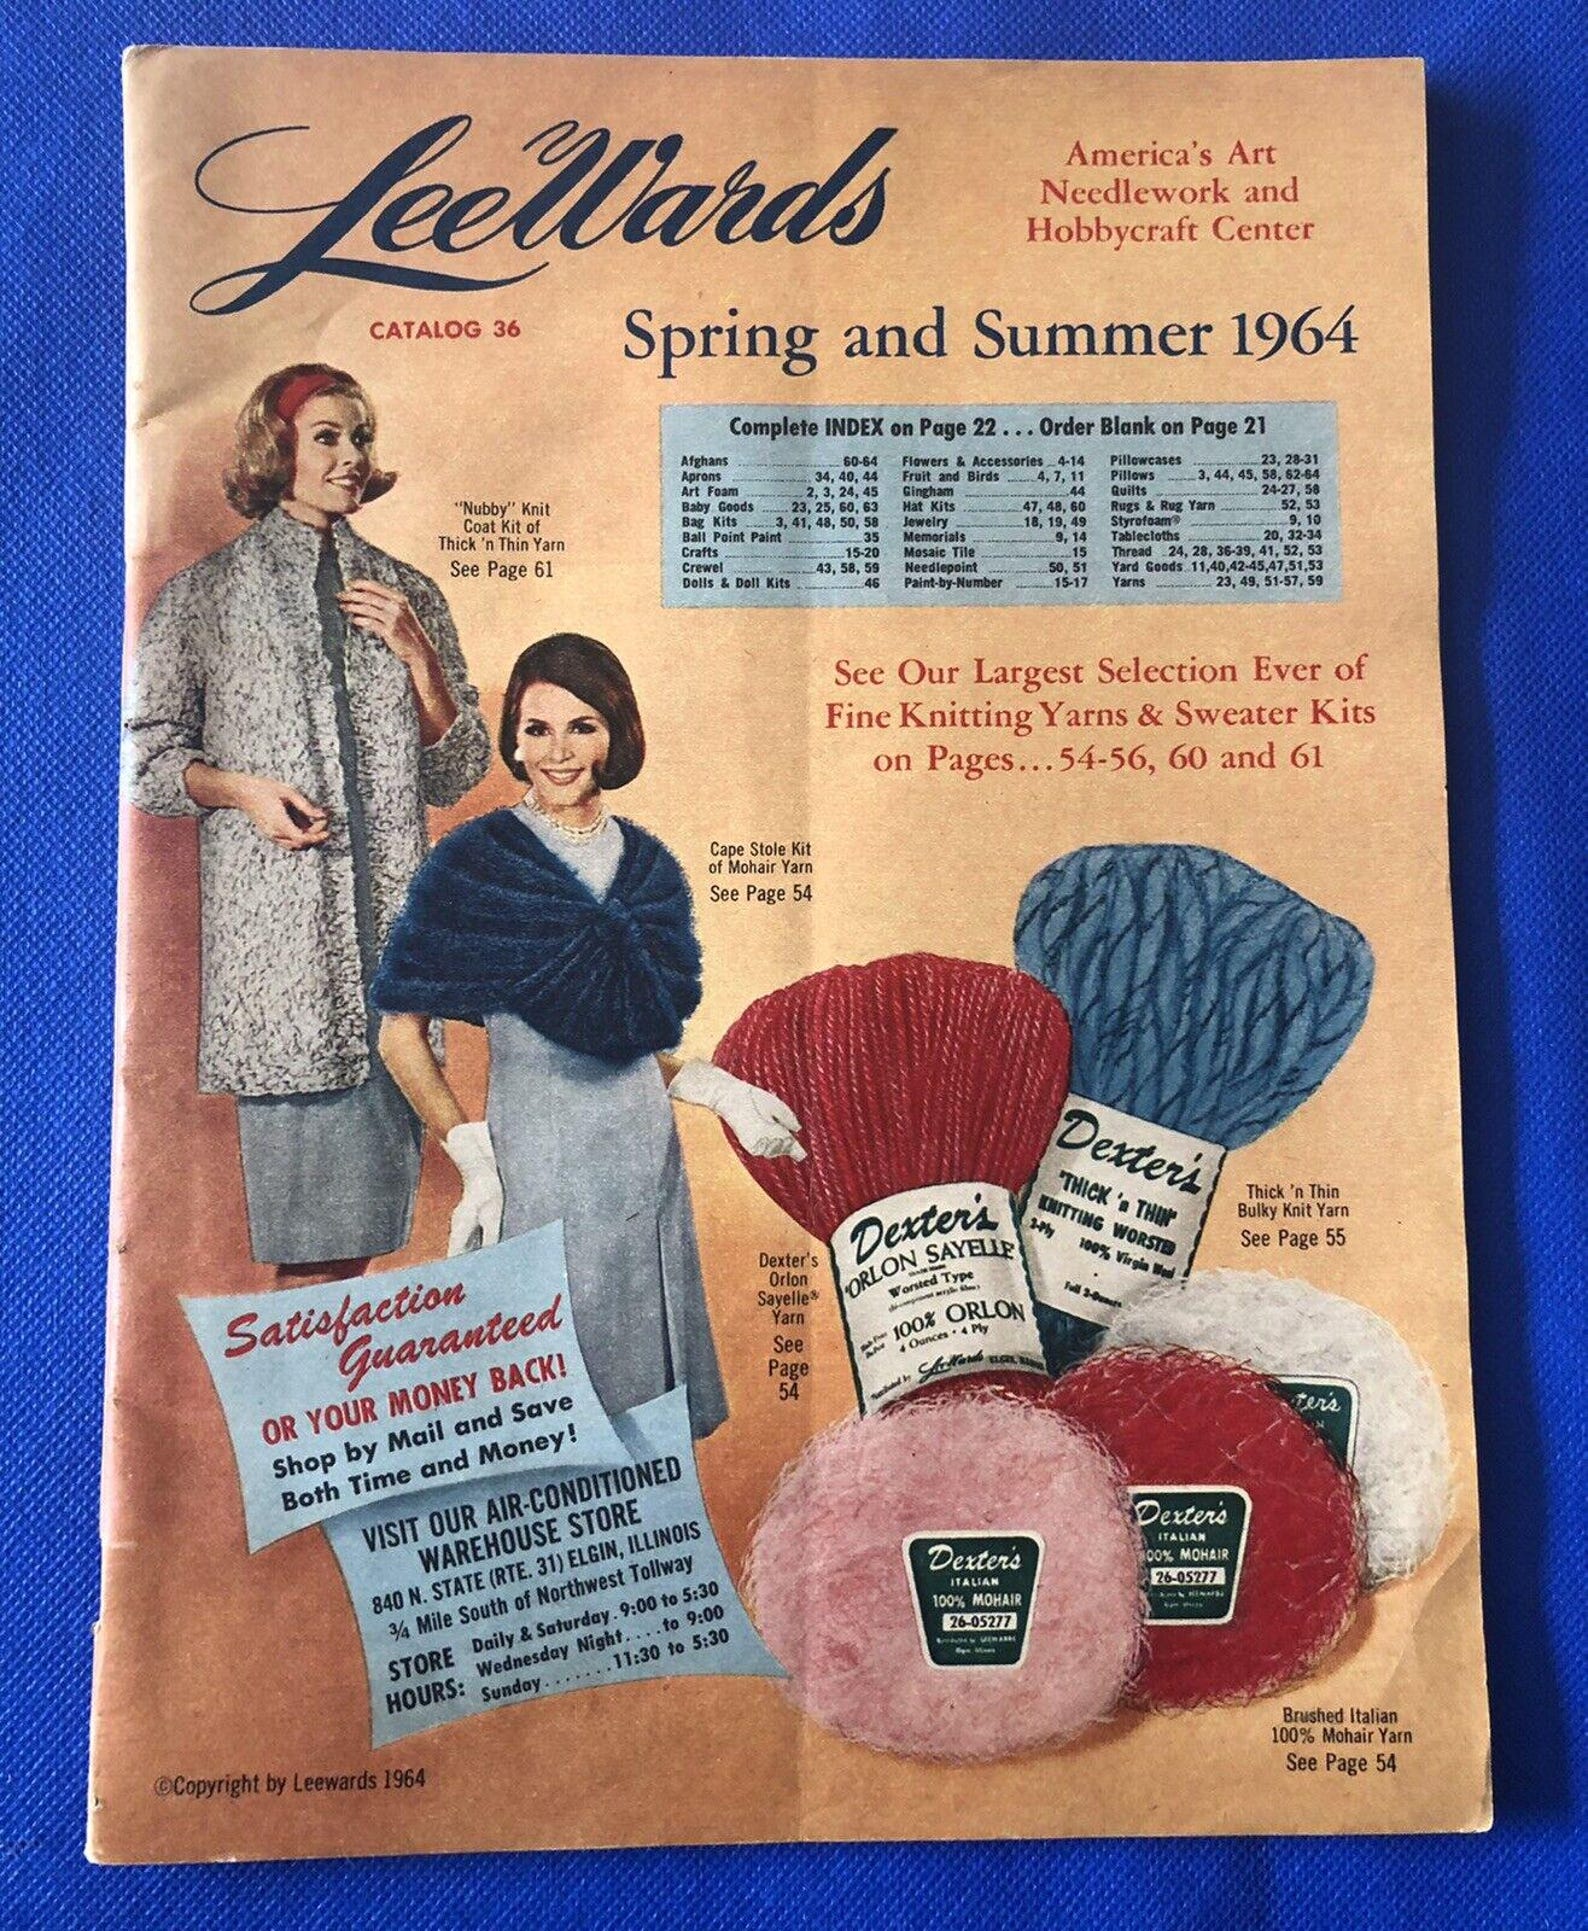 LeeWards
America's Art
Needlework and
Hobbycraft Center
CATALOG 36
Spring and Summer 1964
Complete INDEX on Page 22 . . . Order Blank on Page 21
Afghans 60-64
Aprons 34, 40, 44
Art Foam 2, 3, 24, 45
Baby Goods 23, 25, 60, 63
Bag Kits 3, 41, 48, 50, 58
Ball Point Paint 35
Crafts 15-20
Crewel 43, 58, 59
Dolls & Doll Kits 46
Flowers & Accessories 4-14
Fruit and Birds 4, 7, 11
Gingham 44
Hat Kits 47, 48, 60
Jewelry 18, 19, 49
Memorials 9, 14
Mosaic Tile 15
Needlepoint 50, 51
Paint-by-Number 15-17
Pillowcases 23, 28-31
Pillows 3, 44, 45, 58, 62-64
Quilts 24-27, 58
Rugs & Rug Yarn 52, 53
Styrofoam® 9, 10
Tablecloths 20, 32-34
Thread 24, 28, 36-39, 41, 52, 53
Yard Goods 11,40,42-45,47,51,53
Yarns 23, 49, 51-57, 59
"Nubby" Knit
Coat Kit of
Thick 'n Thin Yarn
See Page 61
See Our Largest Selection Ever of
Fine Knitting Yarns & Sweater Kits
on Pages...54-56, 60 and 61
Cape Stole Kit
of Mohair Yarn
See Page 54
Dexter's
"THICK 'n THIN"
KNITTING WORSTED
2-Ply 100% Virgin Wool
Full 2-Ounces
Thick 'n Thin
Bulky Knit Yarn
See Page 55
Dexter's
"ORLON SAYELLE"
Worsted Type
100% ORLON
4 Ounces • 4 Ply
Distributed by LeeWards ELGIN,
Dexter's
Orlon
Sayelle®
Yarn
See
Page
54
Satisfaction
Guaranteed
OR YOUR MONEY BACK!
Shop by Mail and Save
Both Time and Money!
VISIT OUR AIR-CONDITIONED
WAREHOUSE STORE
840 N. STATE (RTE. 31) ELGIN, ILLINOIS
¾ Mile South of Northwest Tollway
STORE HOURS:
Daily & Saturday . 9:00 to 5:30
Wednesday Night. . . . to 9:00
Sunday . . . . . . . 11:30 to 5:30
ters
Dexter's
ITALIAN
100% MOHAIR
26-05277
Dexter's
ITALIAN
00% MOHAIR
26-05277
Brushed Italian
100% Mohair Yarn
See Page 54
©Copyright by Leewards 1964